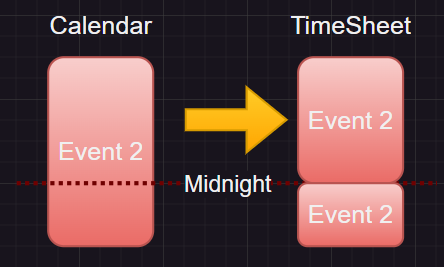 Calendar
TimeSheet
Event 2
Event 2
Midnight
Event 2